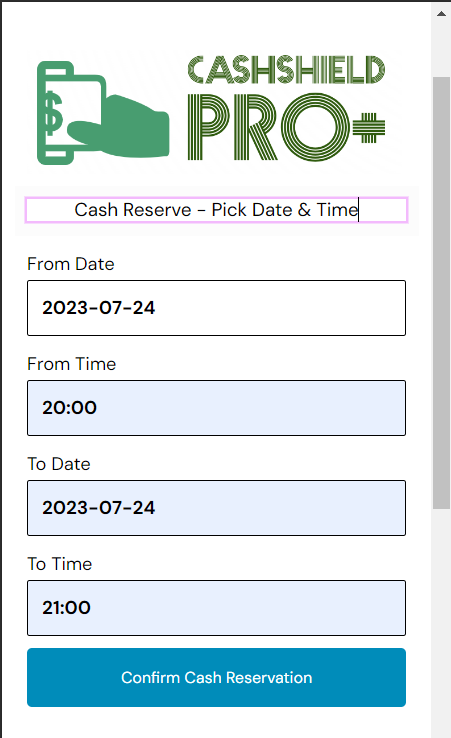 $
CASHSHIELD
PRO+
Cash Reserve - Pick Date & Time
From Date
2023-07-24
From Time
20:00
To Date
2023-07-24
To Time
21:00
Confirm Cash Reservation